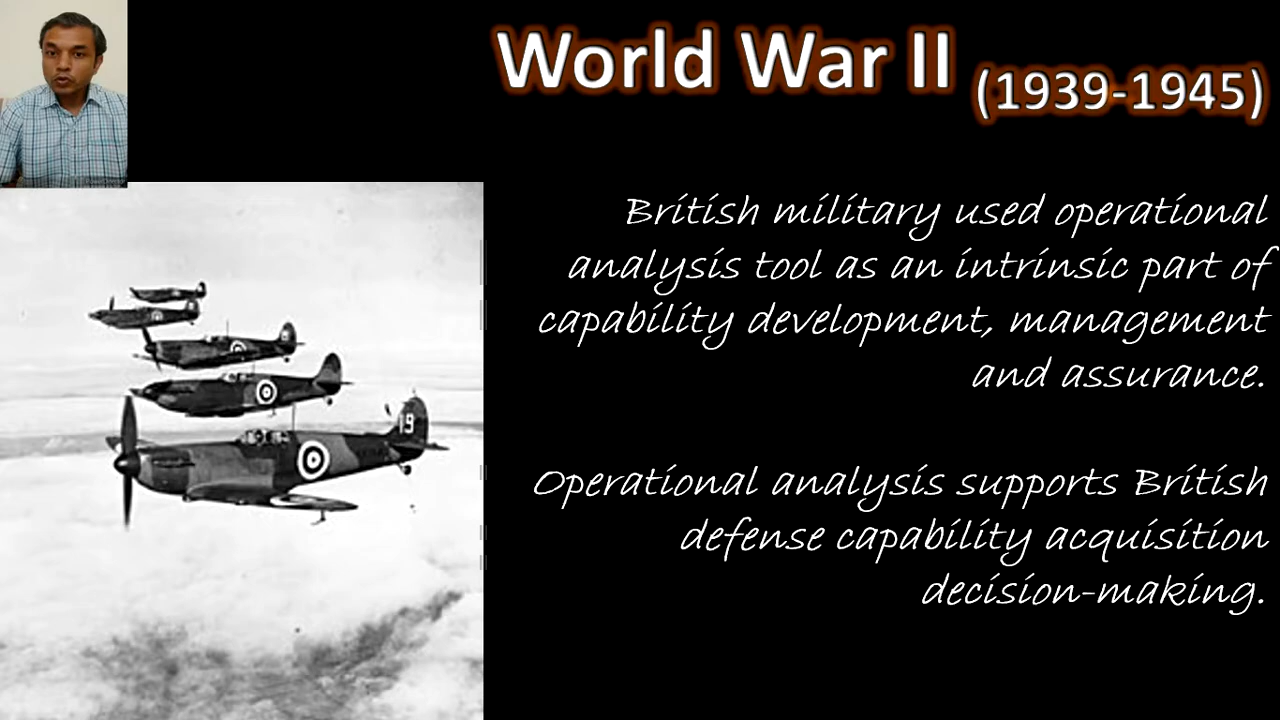 World War II (1939-1945)
British military used operational
analysis tool as an intrinsic part of
capability development, management
and assurance.
Operational analysis supports British
defense capability acquisition
decision-making.
19